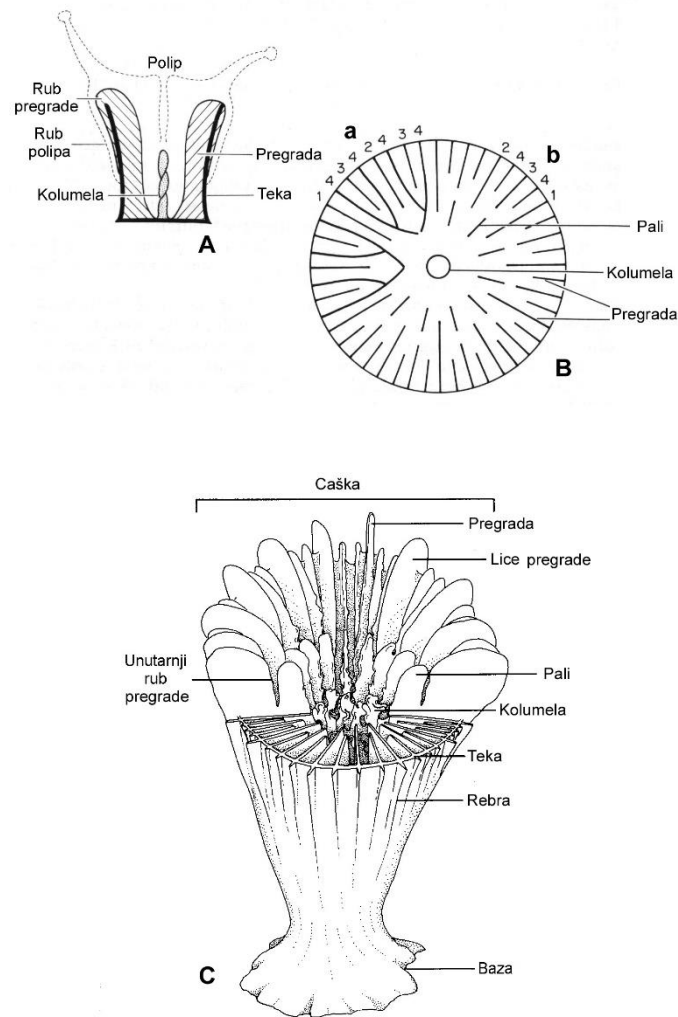 Polip
Rub
pregrade
Rub
polipa
Pregrada
Kolumela
Teka
A
a
b
1 4 3 4 2 4 3 4
2 4 3 4 1
Pali
Kolumela
Pregrada
B
Caška
Pregrada
Lice pregrade
Unutarnji
rub
pregrade
Pali
Kolumela
Teka
Rebra
C
Baza